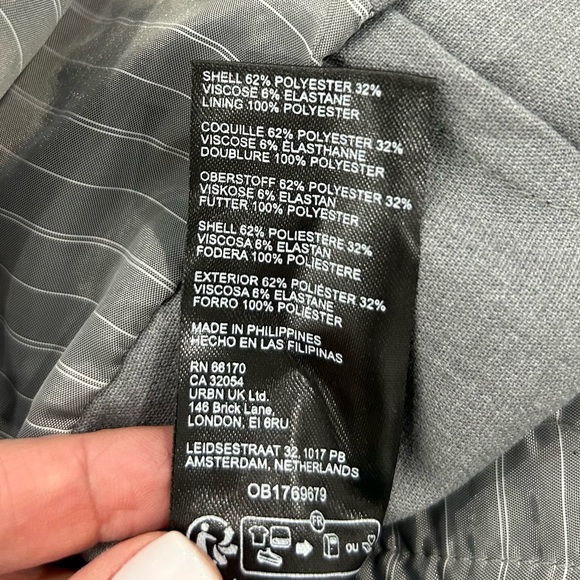 SHELL 62% POLYESTER 32%
VISCOSE 6% ELASTANE
LINING 100% POLYESTER
COQUILLE 62% POLYESTER 32%
VISCOSE 6% ÉLASTHANNE
DOUBLURE 100% POLYESTER
OBERSTOFF 62% POLYESTER 32%
VISKOSE 6% ELASTAN
FUTTER 100% POLYESTER
SHELL 62% POLIESTERE 32%
VISCOSA 6% ELASTAN
FODERA 100% POLIESTERE
EXTERIOR 62% POLIÉSTER 32%
VISCOSA 6% ELASTANE
FORRO 100% POLIÉSTER
MADE IN PHILIPPINES
HECHO EN LAS FILIPINAS
RN 66170
CA 32054
URBN UK Ltd.
146 Brick Lane,
LONDON, E1 6RU
LEIDSESTRAAT 32, 1017 PB
AMSTERDAM, NETHERLANDS
OB1769679
FR
OU